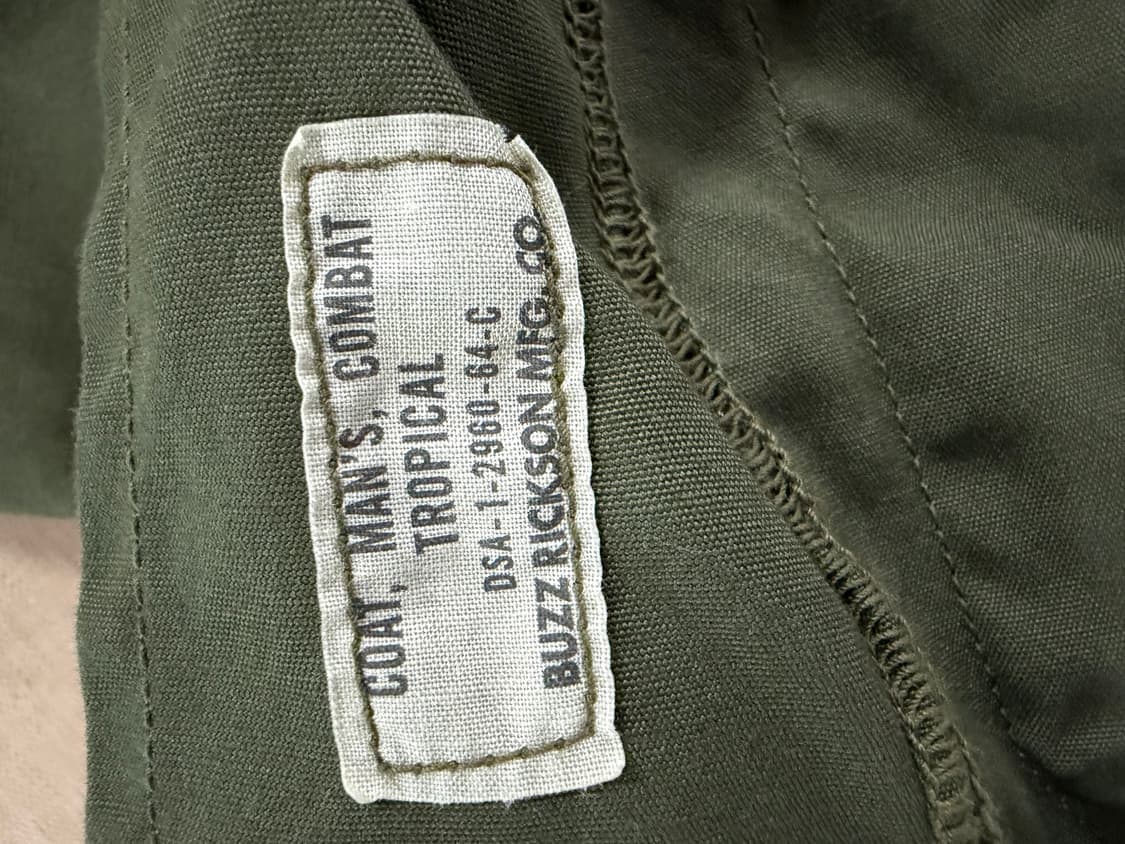 COAT, MAN'S, COMBAT
TROPICAL
DSA-1-2960-64-C
BUZZ RICKSON MFG. CO.